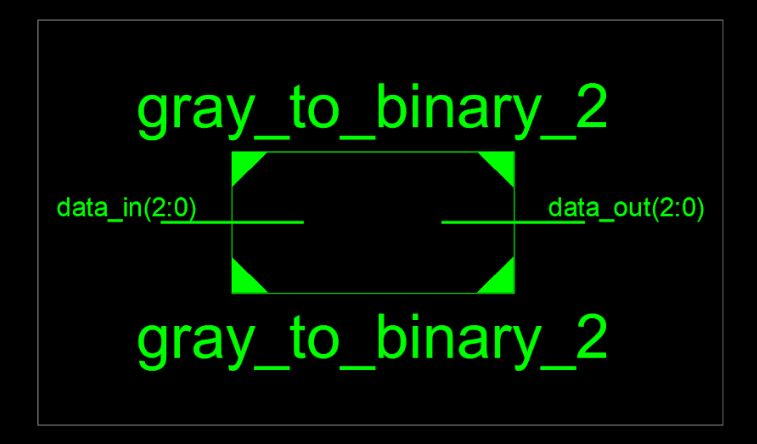 gray_to_binary_2
data_in(2:0)
data_out(2:0)
gray_to_binary_2